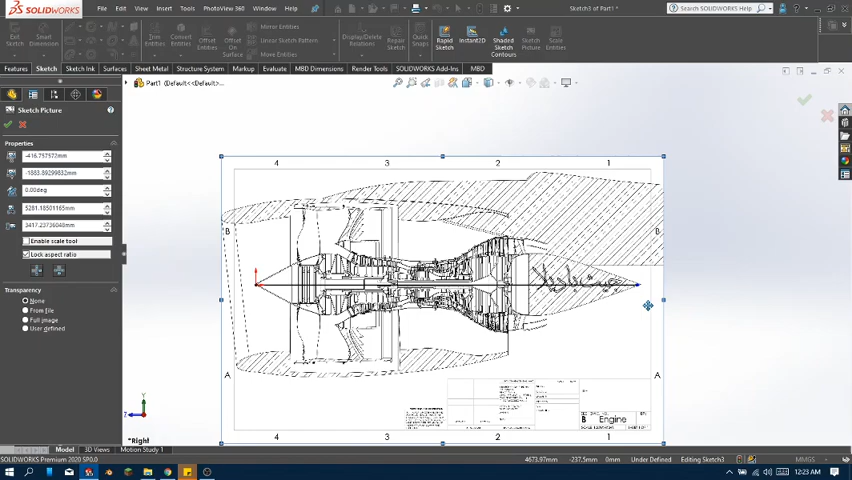 SOLIDWORKS
File Edit View Insert Tools PhotoView 360 Window Help
Sketch3 of Part1 *
Search Commands
Exit Sketch
Smart Dimension
Trim Entities
Convert Entities
Offset Entities
Offset On Surface
Mirror Entities
Linear Sketch Pattern
Move Entities
Display/Delete Relations
Repair Sketch
Quick Snaps
Rapid Sketch
Instant2D
Shaded Sketch Contours
Sketch Picture
Scale Entities
Features Sketch Sketch Ink Surfaces Sheet Metal Structure System Markup Evaluate MBD Dimensions Render Tools SOLIDWORKS Add-Ins MBD
Part1 (Default<<Default>...
Sketch Picture
Properties
-416.757572mm
-1883.89299832mm
0.00deg
5281.18501165mm
3417.23736048mm
Enable scale tool
Lock aspect ratio
Transparency
None
From File
Full image
User defined
4 3 2 1
B B
A A
B Engine
4 3 2 1
Y
Z
*Right
Model 3D Views Motion Study 1
SOLIDWORKS Premium 2020 SP0.0
4673.97mm -237.5mm 0mm Under Defined Editing Sketch3
MMGS
12:23 AM